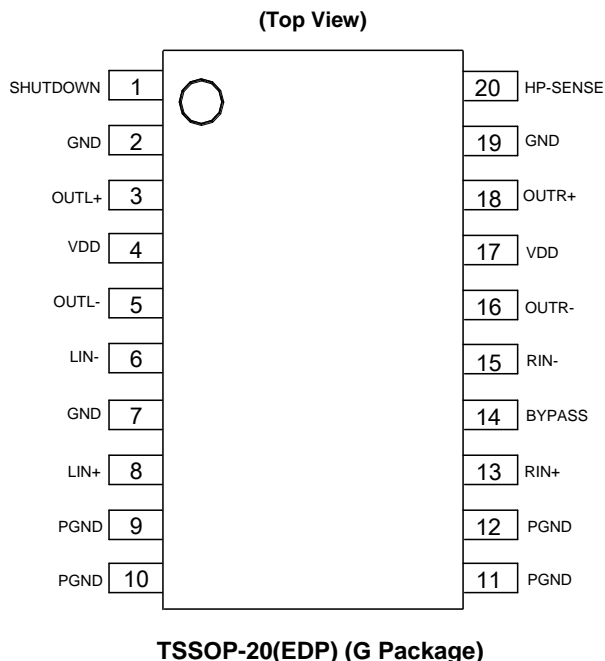 (Top View)
SHUTDOWN 1 20 HP-SENSE
GND 2 19 GND
OUTL+ 3 18 OUTR+
VDD 4 17 VDD
OUTL- 5 16 OUTR-
LIN- 6 15 RIN-
GND 7 14 BYPASS
LIN+ 8 13 RIN+
PGND 9 12 PGND
PGND 10 11 PGND
TSSOP-20(EDP) (G Package)